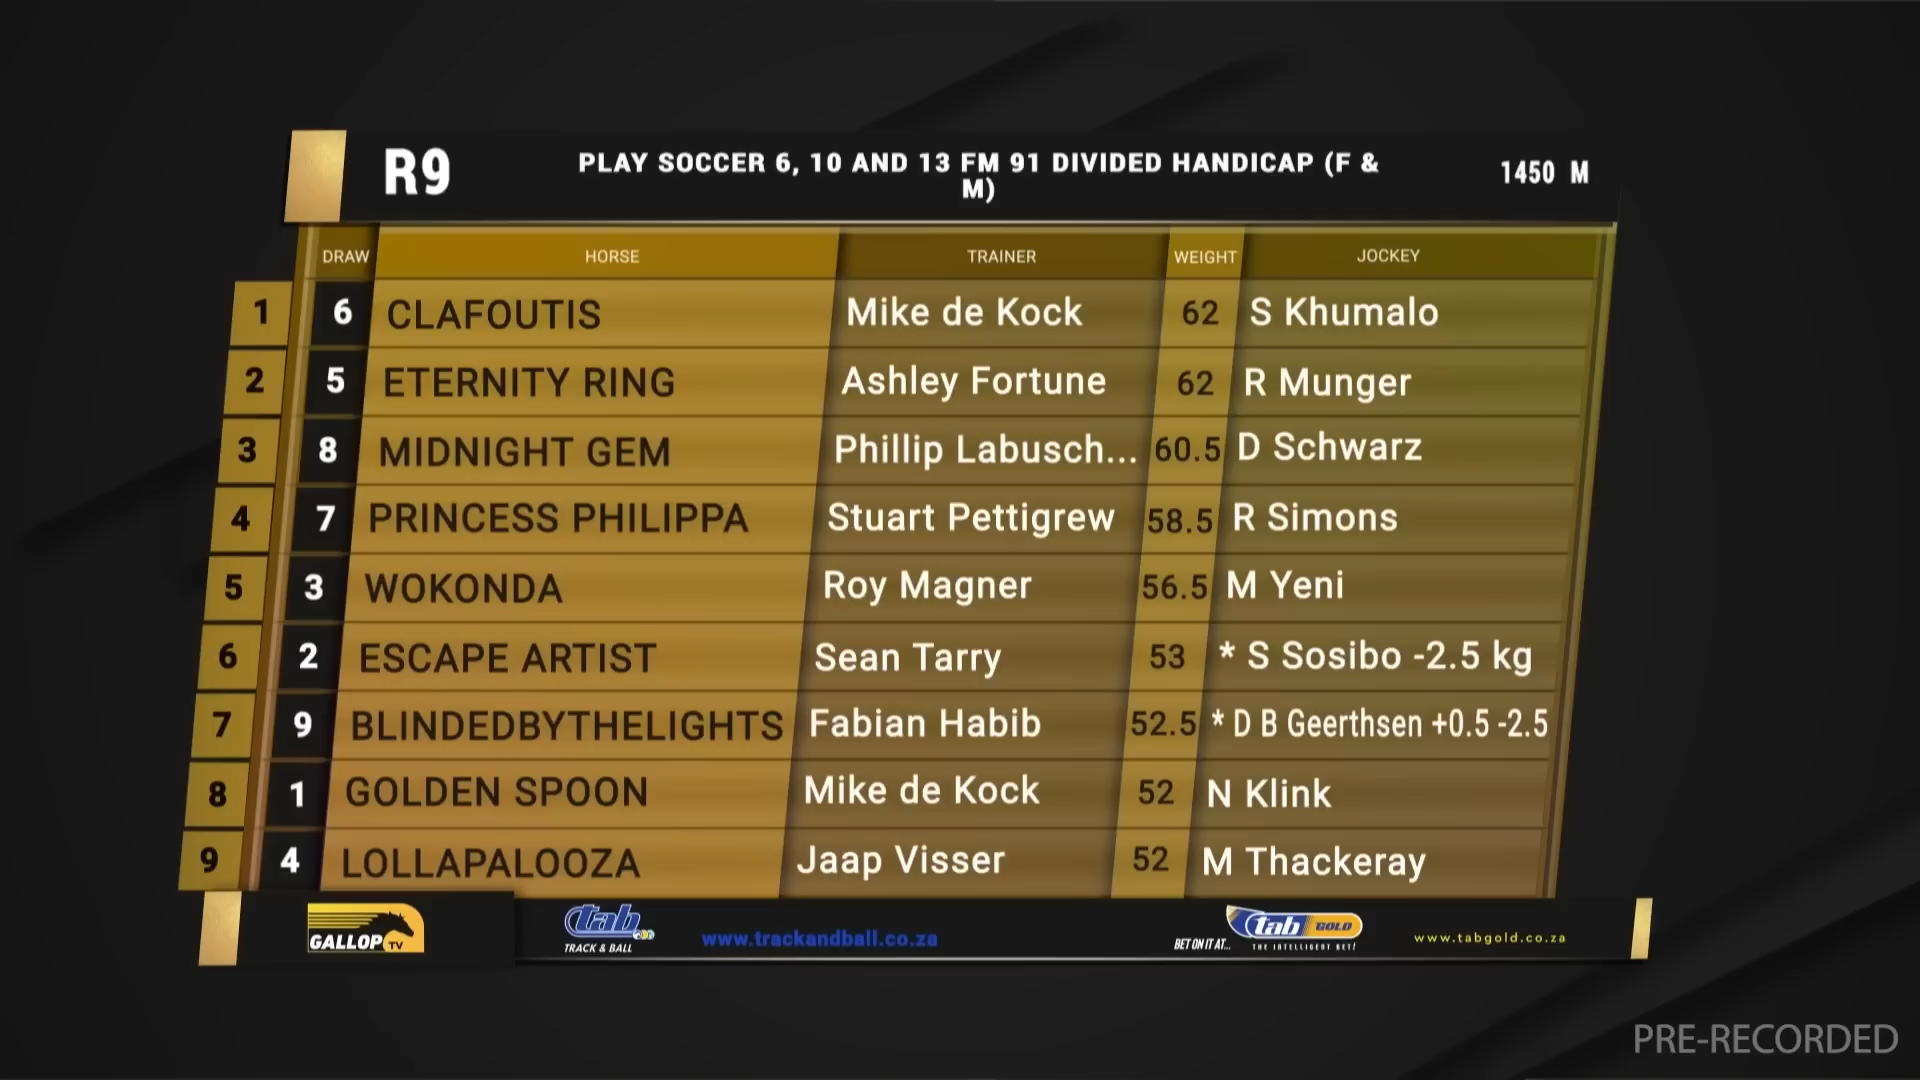 R9
PLAY SOCCER 6, 10 AND 13 FM 91 DIVIDED HANDICAP (F &
M)
1450 M
DRAW HORSE TRAINER WEIGHT JOCKEY
1 6 CLAFOUTIS Mike de Kock 62 S Khumalo
2 5 ETERNITY RING Ashley Fortune 62 R Munger
3 8 MIDNIGHT GEM Phillip Labusch... 60.5 D Schwarz
4 7 PRINCESS PHILIPPA Stuart Pettigrew 58.5 R Simons
5 3 WOKONDA Roy Magner 56.5 M Yeni
6 2 ESCAPE ARTIST Sean Tarry 53 * S Sosibo -2.5 kg
7 9 BLINDEDBYTHELIGHTS Fabian Habib 52.5 * D B Geerthsen +0.5 -2.5
8 1 GOLDEN SPOON Mike de Kock 52 N Klink
9 4 LOLLAPALOOZA Jaap Visser 52 M Thackeray
GALLOP TV
tab
TRACK & BALL
www.trackandball.co.za
BET ON IT AT...
tab GOLD
THE INTELLIGENT BET!
www.tabgold.co.za
PRE-RECORDED